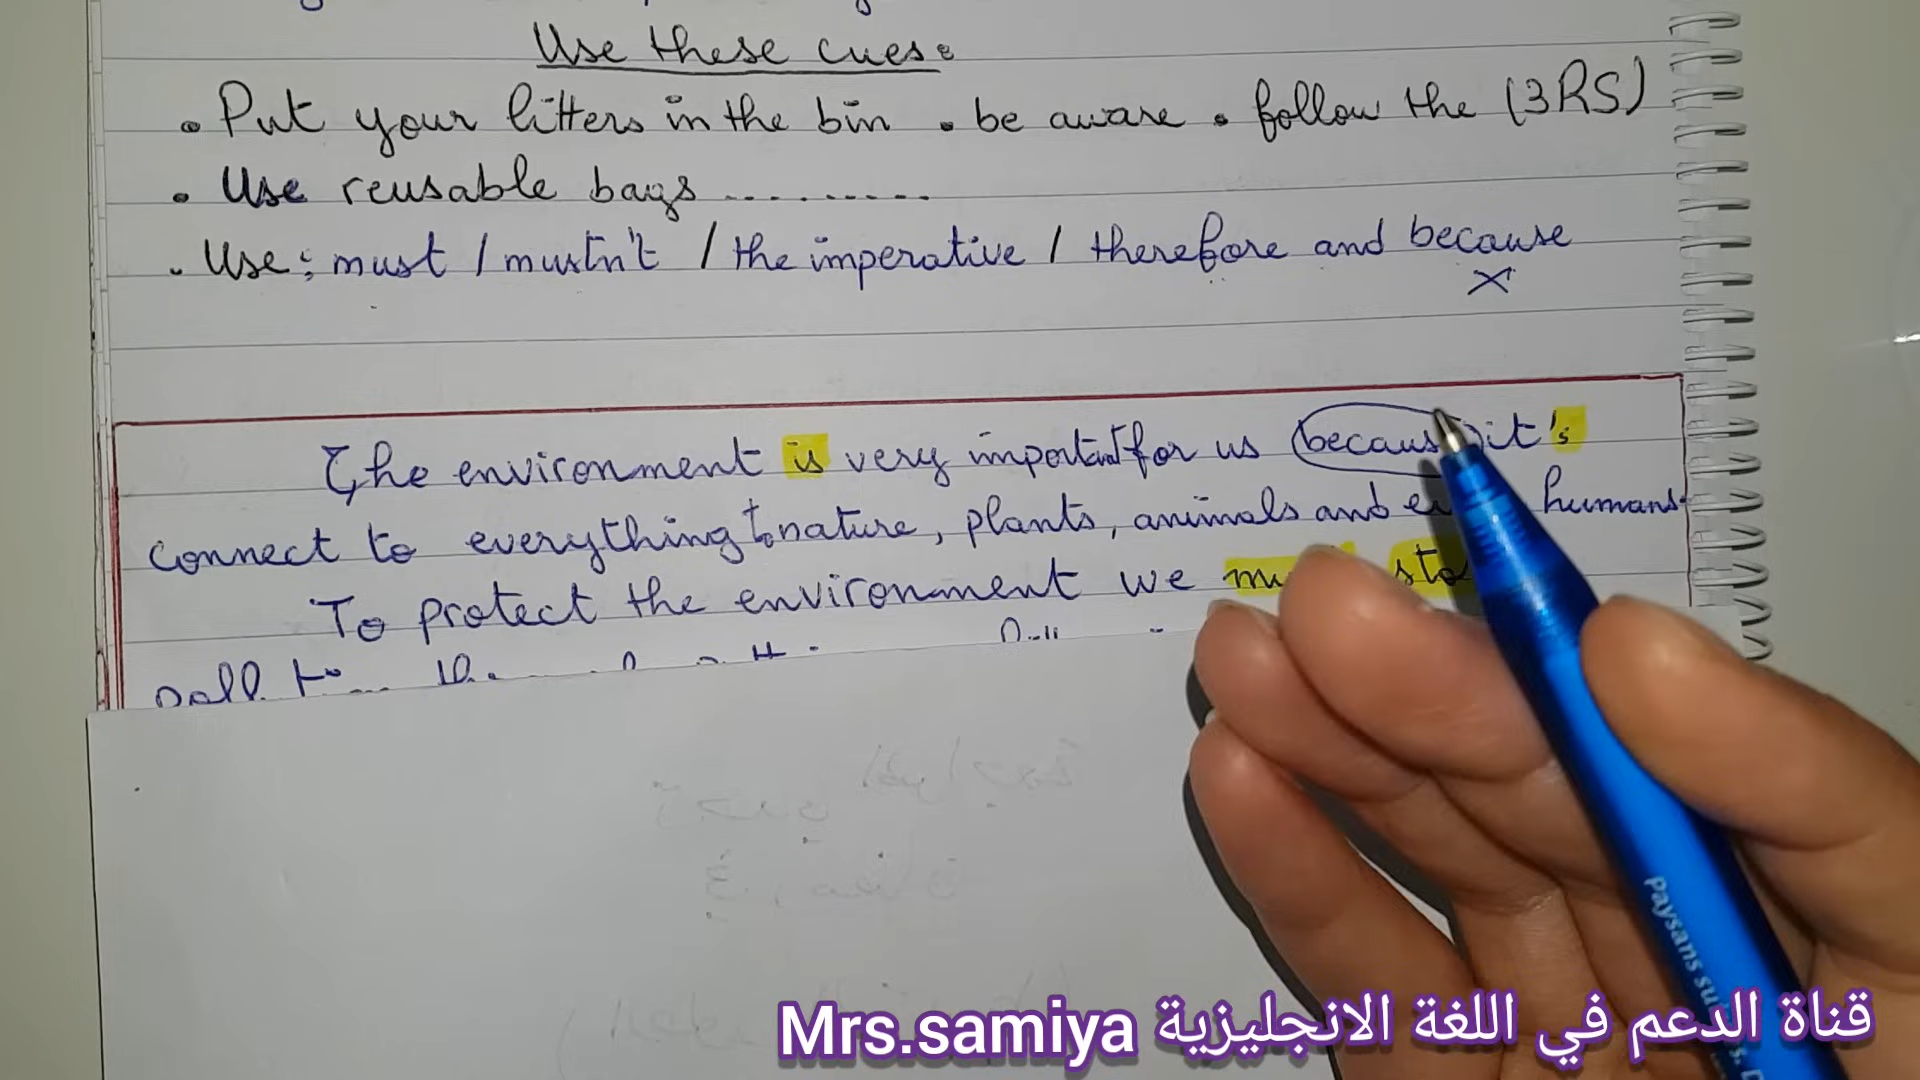 Use these cues:
• Put your litters in the bin • be aware • follow the (3RS)
• Use reusable bags .........
• Use: must / mustn't / the imperative / therefore and because
x
The environment is very important for us because it's
connect to everything to nature, plants, animals and humans.
To protect the environment we
Mrs.samiya قناة الدعم في اللغة الانجليزية
Paysans